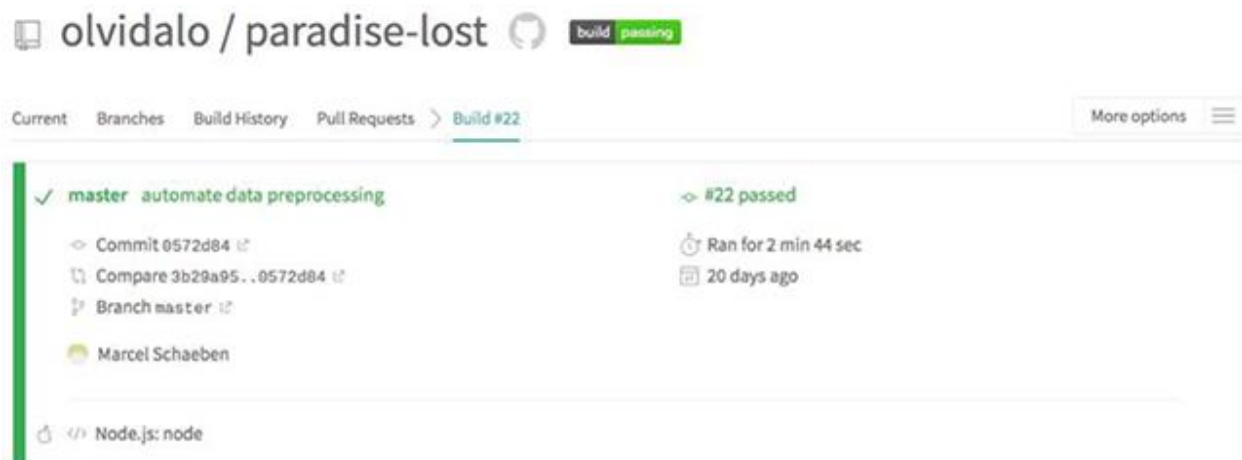 olvidalo / paradise-lost build passing
Current Branches Build History Pull Requests Build #22 More options
master automate data preprocessing
#22 passed
Commit 0572d84
Ran for 2 min 44 sec
Compare 3b29a95..0572d84
20 days ago
Branch master
Marcel Schaeben
</> Node.js: node